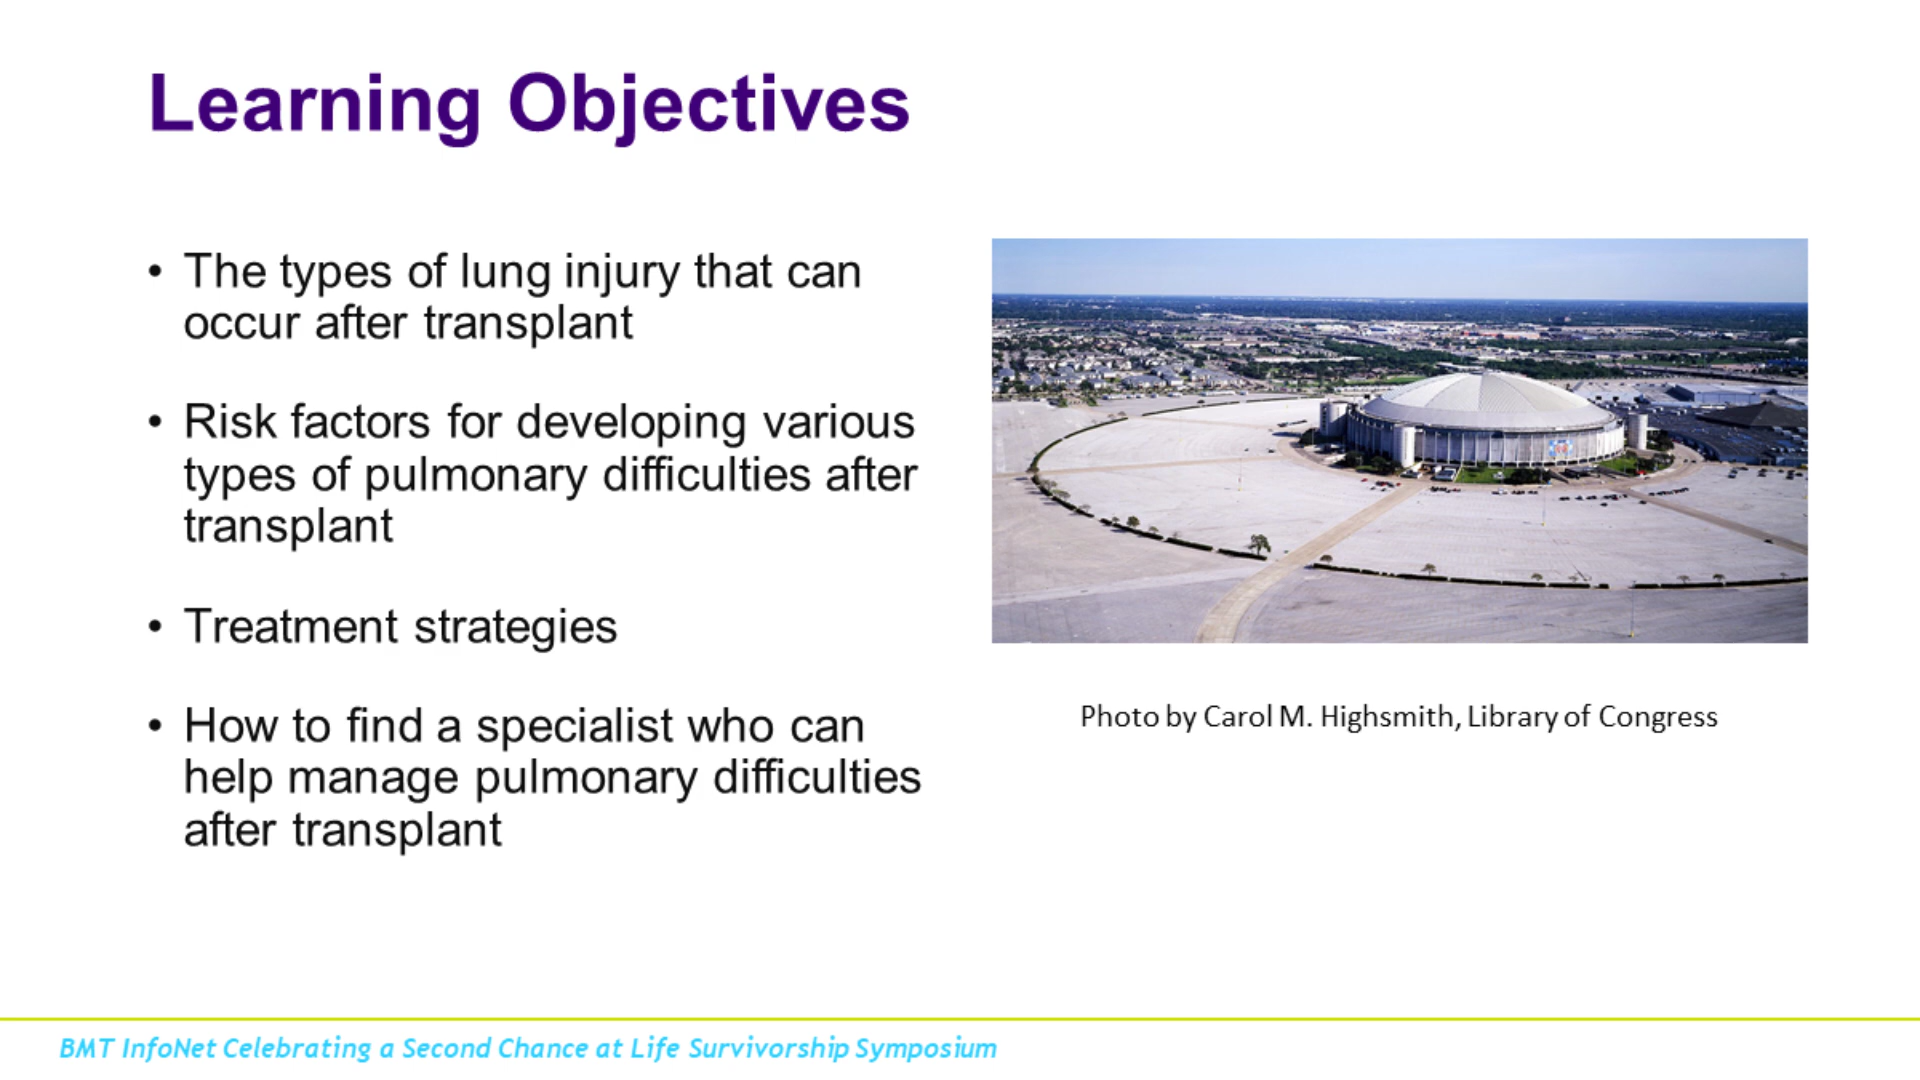 Learning Objectives
• The types of lung injury that can
occur after transplant
• Risk factors for developing various
types of pulmonary difficulties after
transplant
• Treatment strategies
• How to find a specialist who can
help manage pulmonary difficulties
after transplant
Photo by Carol M. Highsmith, Library of Congress
BMT InfoNet Celebrating a Second Chance at Life Survivorship Symposium